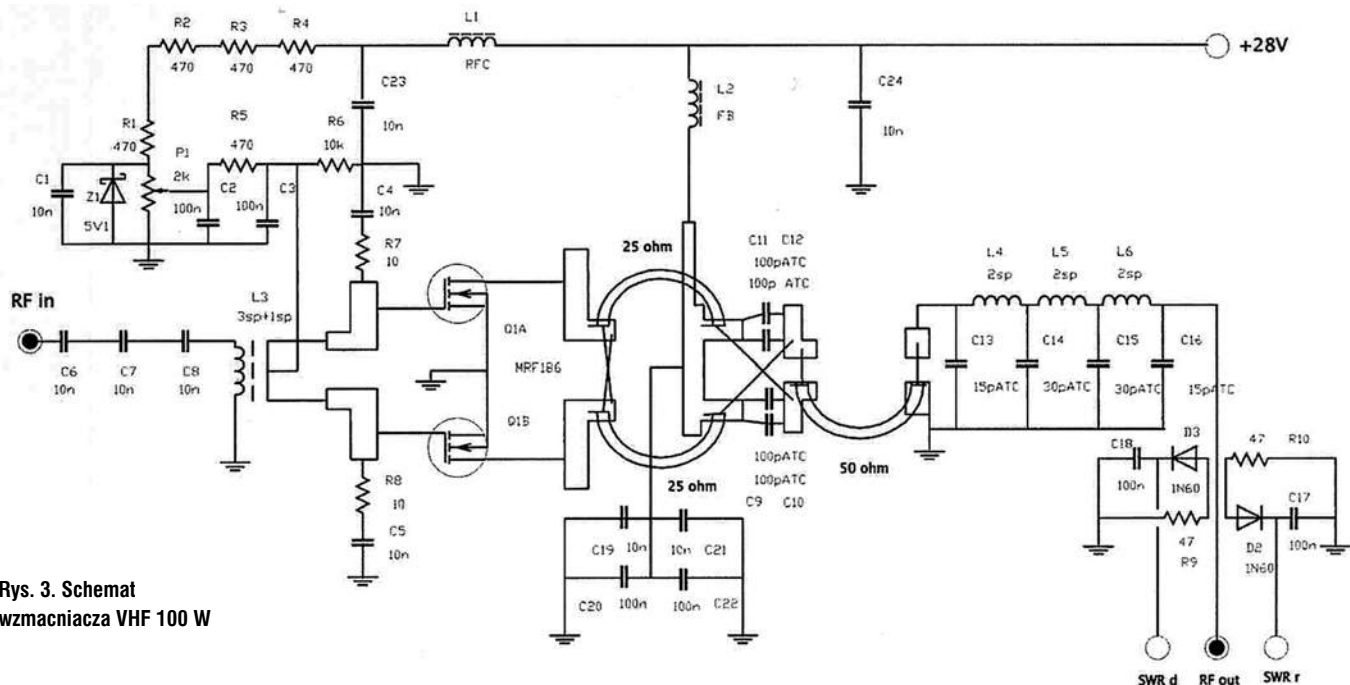 R2
R3
R4
L1
470
470
470
RFC
+28V
C23
10n
L2
FB
C24
10n
R1
470
P1
2k
R5
470
R6
10k
C1
10n
Z1
5V1
C2
100n
C3
100n
C4
10n
R7
10
25 ohm
C11 C12
100pATC
100p ATC
L4
2sp
L5
2sp
L6
2sp
RF in
L3
3sp+1sp
Q1A
MRF186
Q1B
C6
10n
C7
10n
C8
10n
C13
15pATC
C14
30pATC
C15
30pATC
C16
15pATC
R8
10
C5
10n
25 ohm
100pATC
100pATC
C9 C10
50 ohm
C18
100n
D3
1N60
47
R9
47
R10
C17
100n
D2
1N60
C19
10n
10n
C21
C20
100n
100n
C22
Rys. 3. Schemat
wzmacniacza VHF 100 W
SWR d
RF out
SWR r